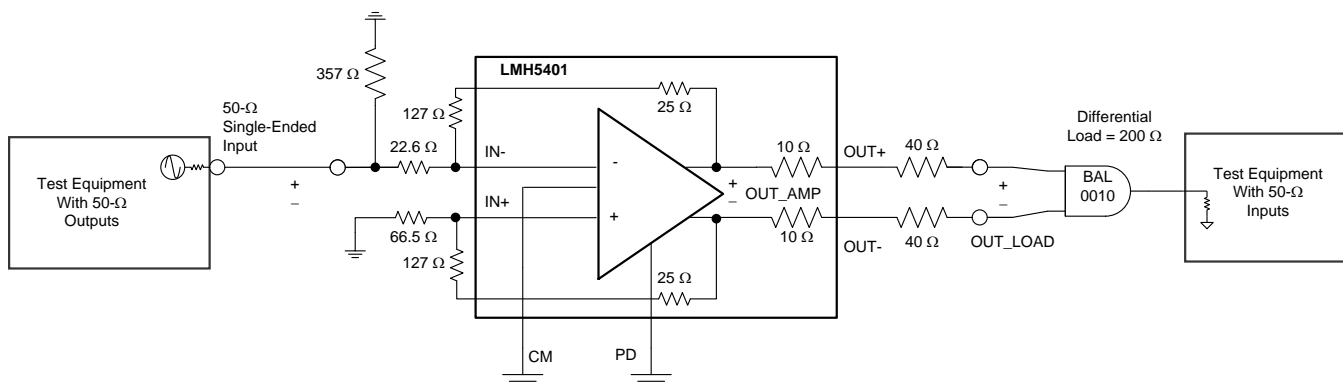 LMH5401
357 Ω
25 Ω
127 Ω
50-Ω
Single-Ended
Input
22.6 Ω
IN-
-
10 Ω
OUT+
40 Ω
Differential
Load = 200 Ω
Test Equipment
With 50-Ω
Outputs
+
−
IN+
+
66.5 Ω
127 Ω
25 Ω
+
−
OUT_AMP
10 Ω
OUT-
40 Ω
+
−
OUT_LOAD
BAL
0010
Test Equipment
With 50-Ω
Inputs
CM
PD